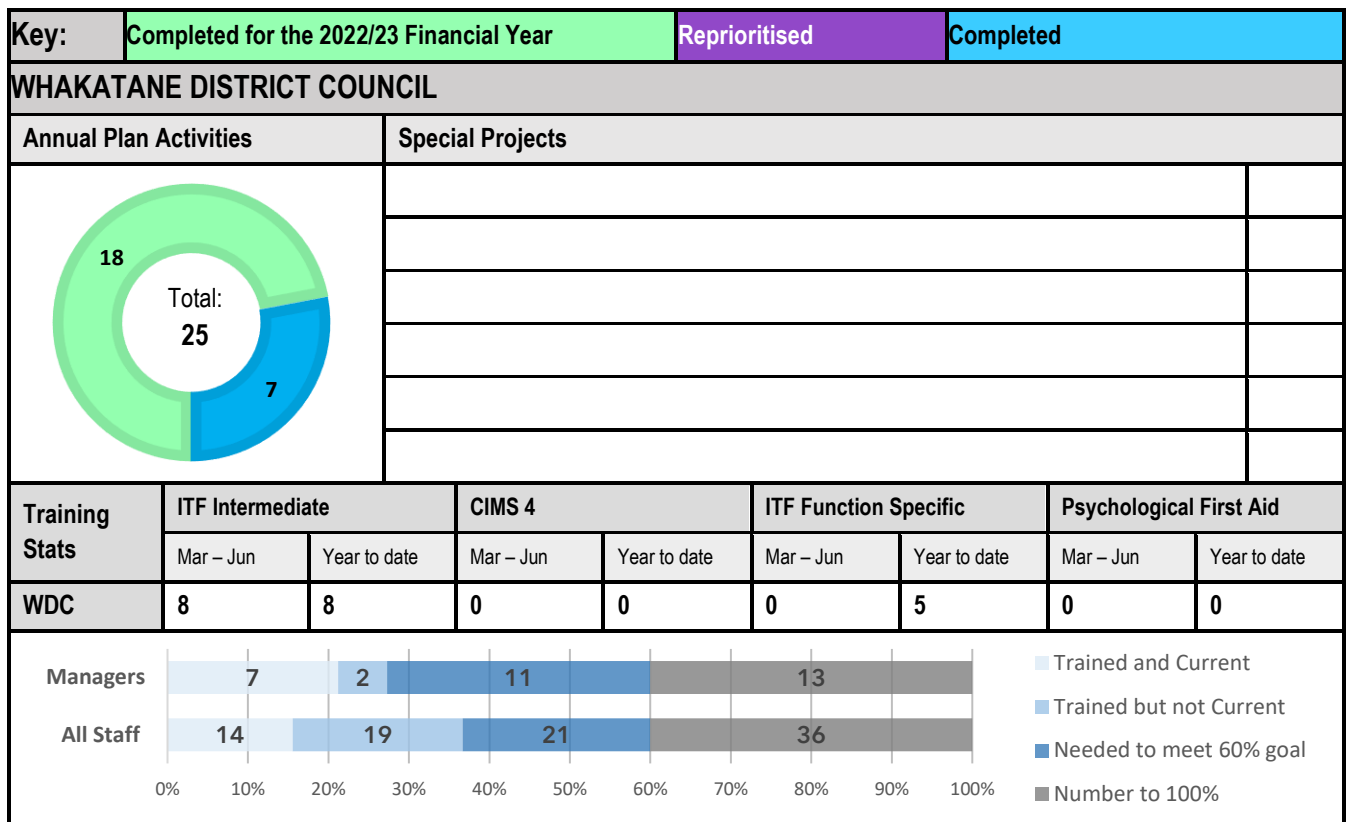 Key: Completed for the 2022/23 Financial Year Reprioritised Completed
WHAKATANE DISTRICT COUNCIL
Annual Plan Activities Special Projects
18
Total:
25
7
Training Stats ITF Intermediate CIMS 4 ITF Function Specific Psychological First Aid
Mar – Jun Year to date Mar – Jun Year to date Mar – Jun Year to date Mar – Jun Year to date
WDC 8 8 0 0 0 5 0 0
Managers 7 2 11 13
All Staff 14 19 21 36
0% 10% 20% 30% 40% 50% 60% 70% 80% 90% 100%
Trained and Current
Trained but not Current
Needed to meet 60% goal
Number to 100%